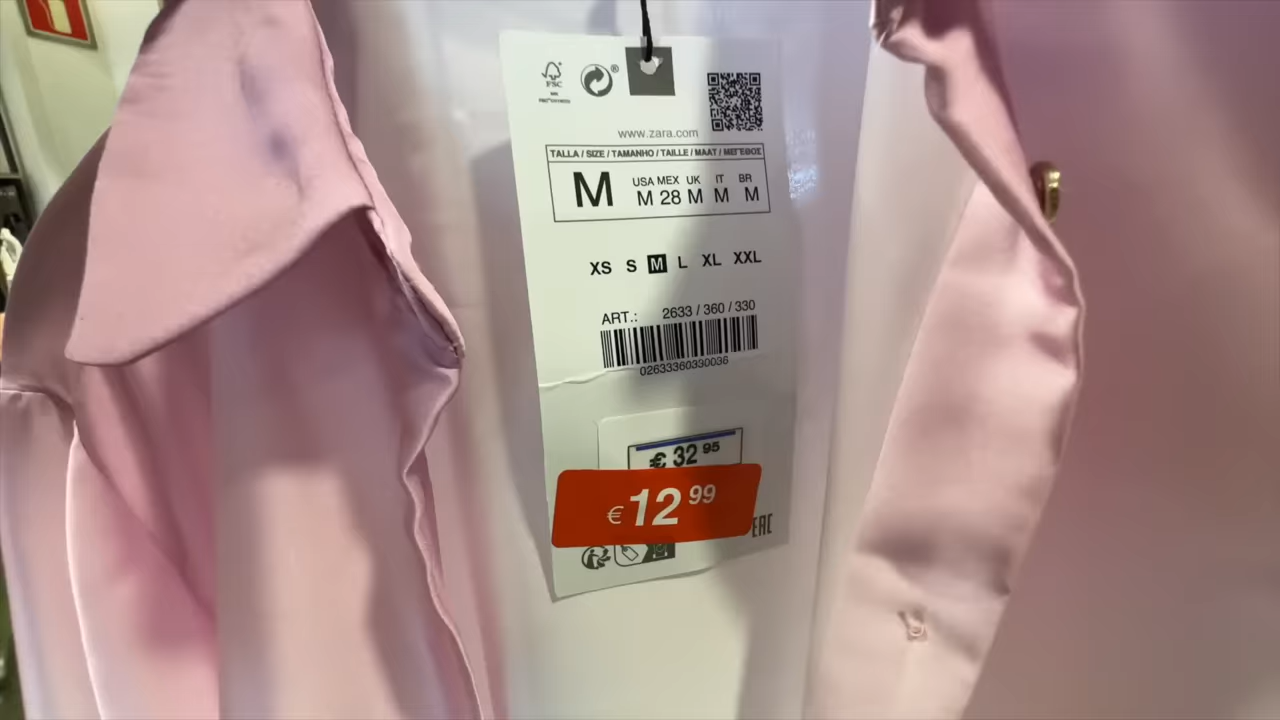 FSC
®
www.zara.com
TALLA / SIZE / TAMANHO / TAILLE / MAAT / ΜΕΓΕΘΟΣ
M
USA MEX UK IT BR
M 28 M M M
XS S M L XL XXL
ART.: 2633 / 360 / 330
02633360330036
€ 32 95
€12 99
EAC